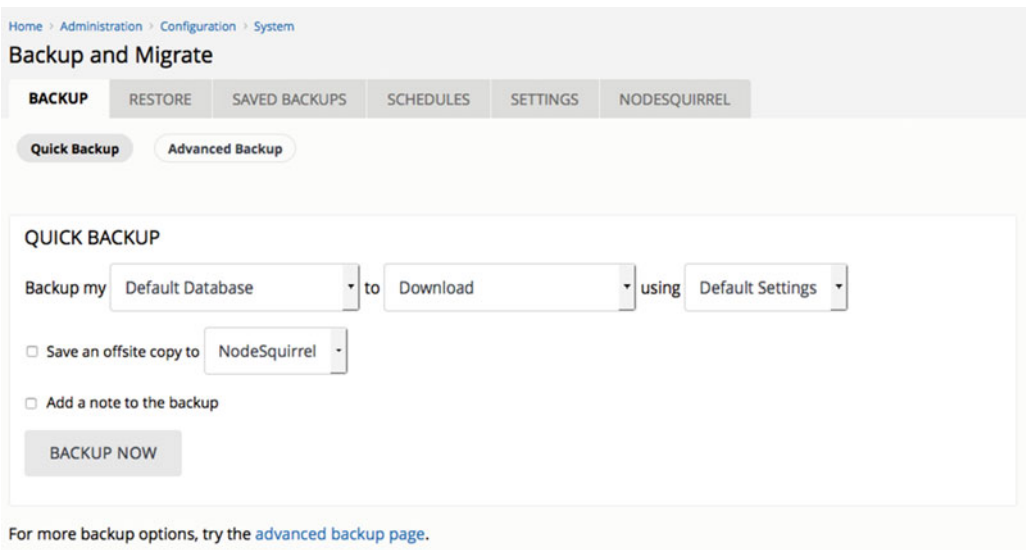 Home › Administration › Configuration › System
Backup and Migrate
BACKUP RESTORE SAVED BACKUPS SCHEDULES SETTINGS NODESQUIRREL
Quick Backup Advanced Backup
QUICK BACKUP
Backup my Default Database to Download using Default Settings
Save an offsite copy to NodeSquirrel
Add a note to the backup
BACKUP NOW
For more backup options, try the advanced backup page.